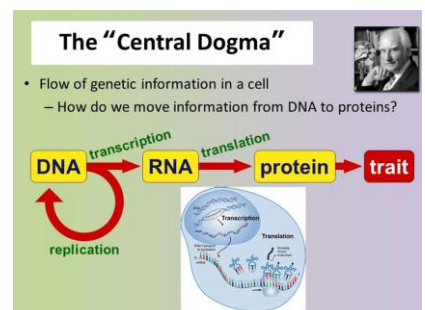 The “Central Dogma”
• Flow of genetic information in a cell
– How do we move information from DNA to proteins?
transcription
translation
DNA
RNA
protein
trait
replication
Transcription
Translation